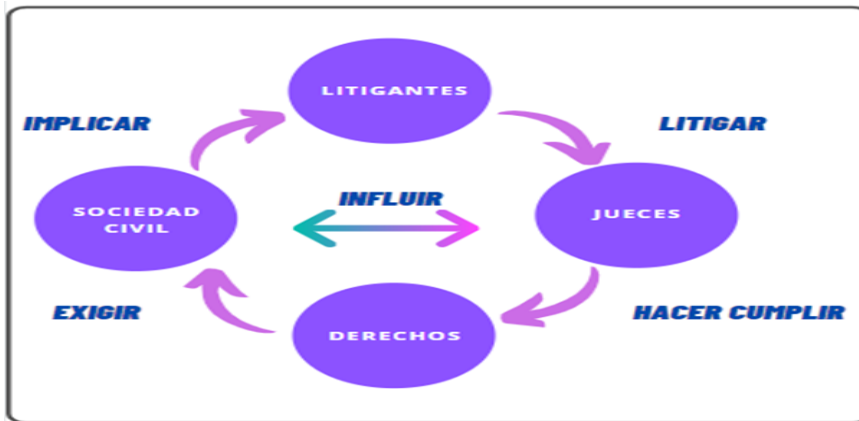 LITIGANTES
IMPLICAR
LITIGAR
INFLUIR
SOCIEDAD
CIVIL
JUECES
EXIGIR
HACER CUMPLIR
DERECHOS